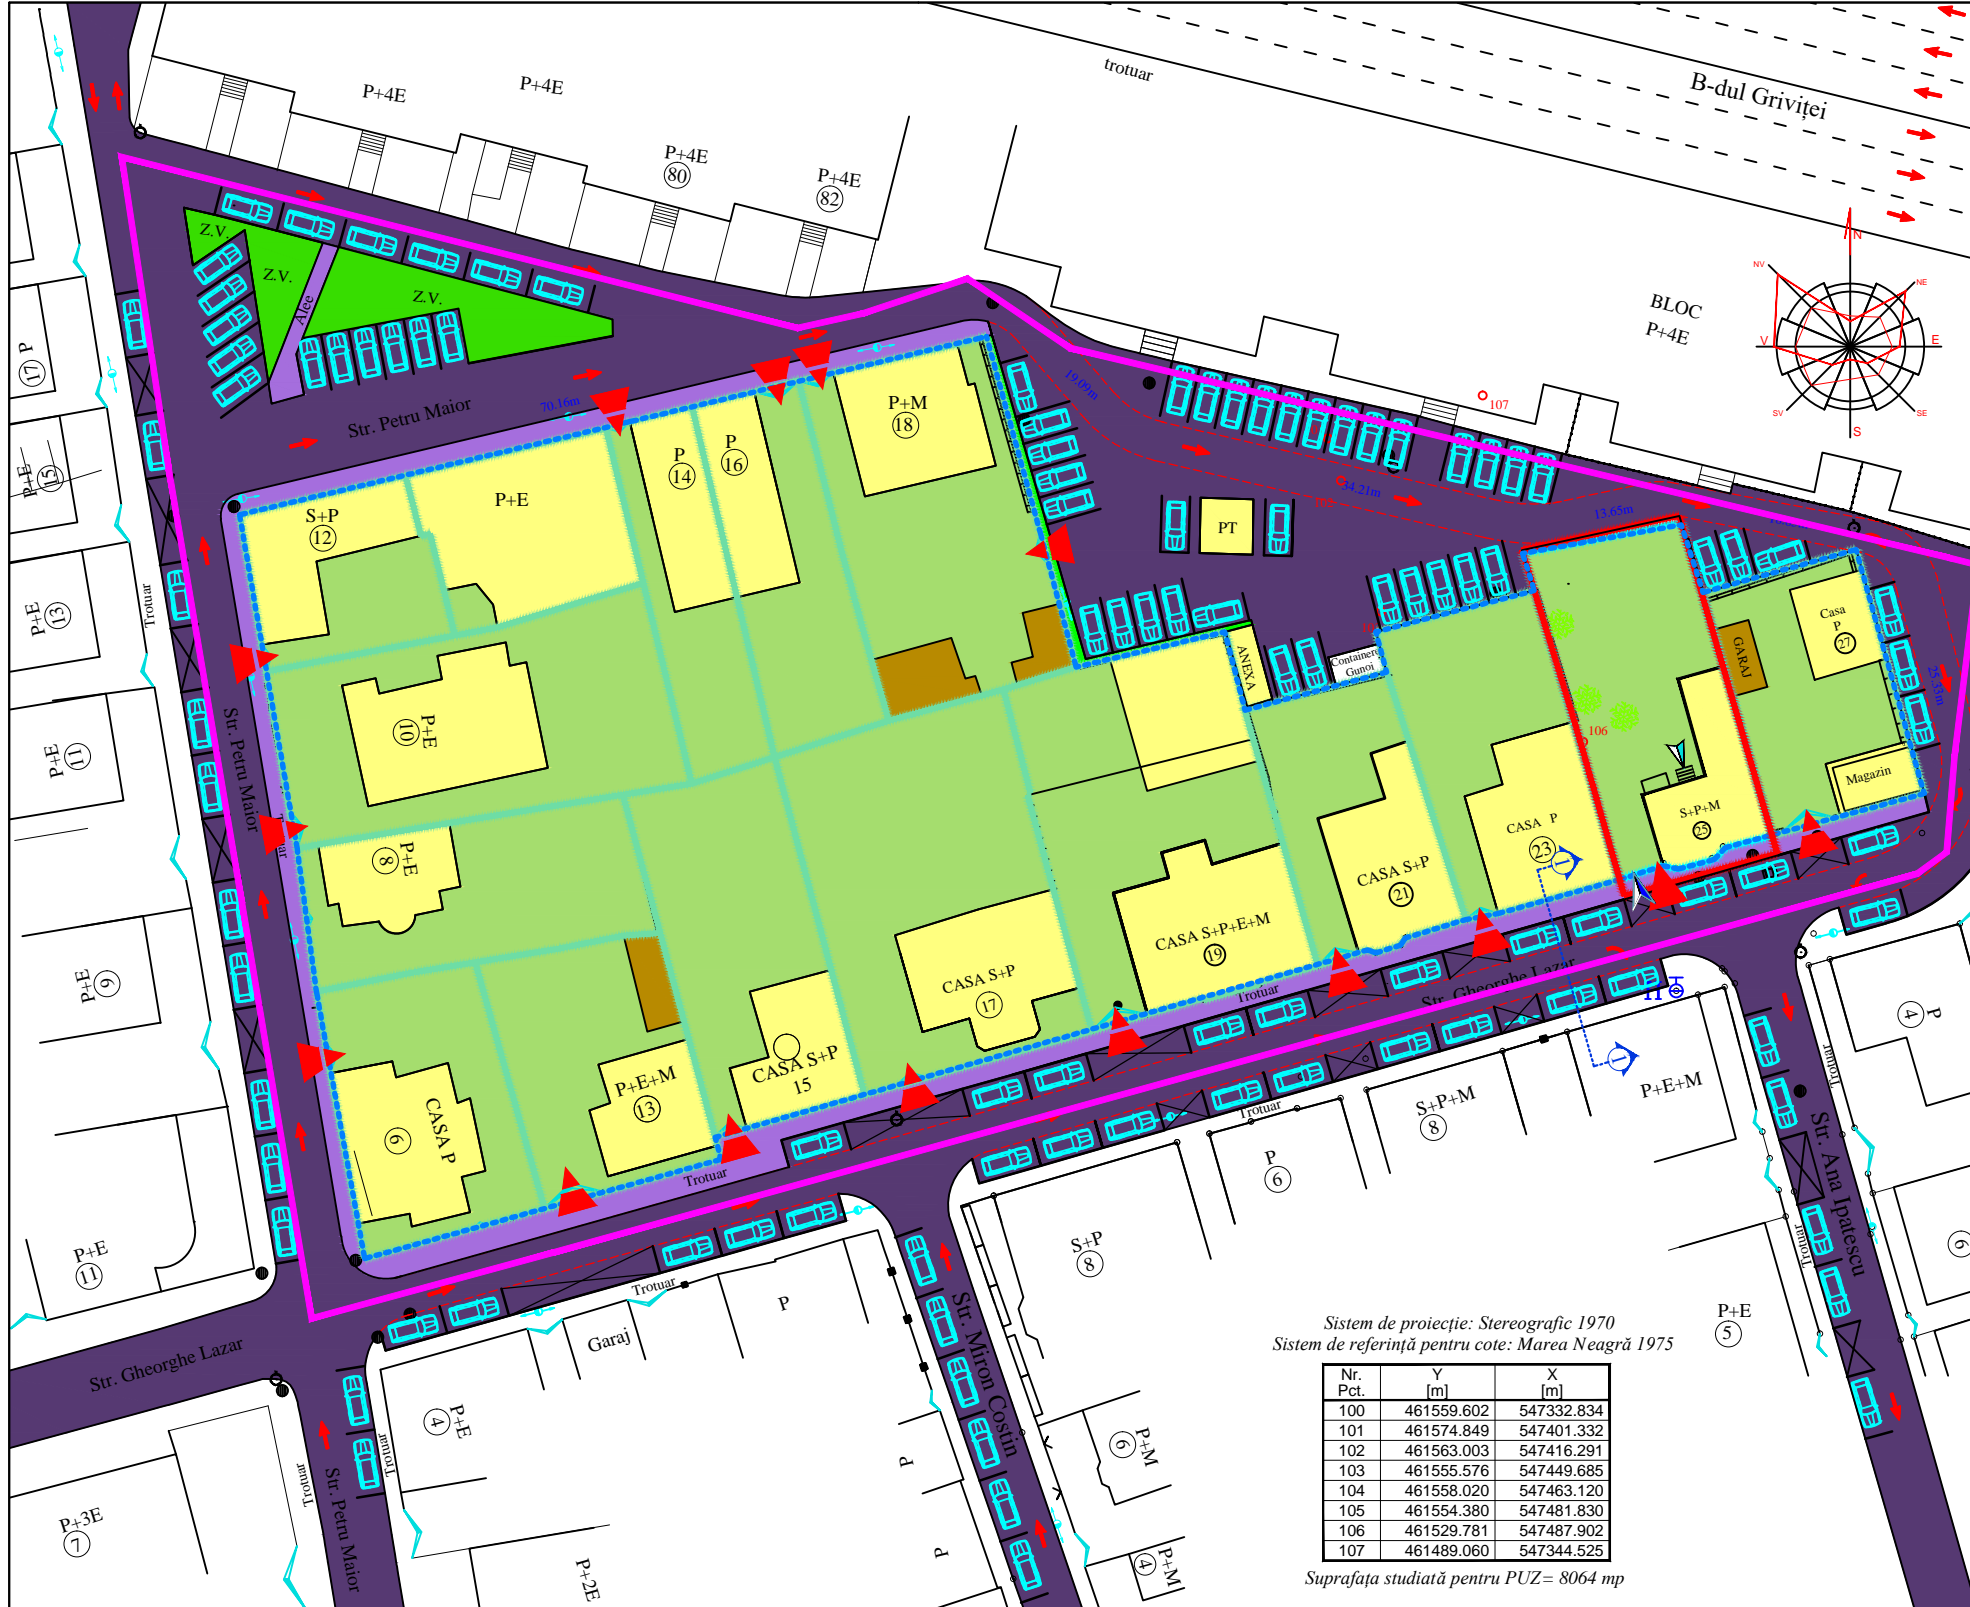 trotuar
B-dul Griviței
P+4E
P+4E
P+4E
80
P+4E
82
N
NV
NE
V
E
SV
SE
S
BLOC
P+4E
Z.V.
Z.V.
Z.V.
Alee
17 P
P+E
15
P+E
13
P+E
11
P+E
9
P+E
11
Trotuar
Str. Petru Maior
70.16m
19.09m
34.21m
13.65m
25.33m
107
106
S+P
12
P+E
P
14
P
16
P+M
18
PT
ANEXA
Containere
Gunoi
GARAJ
Casa
P
27
Magazin
S+P+M
25
CASA P
23
CASA S+P
21
CASA S+P+E+M
19
CASA S+P
17
CASA S+P
15
P+E+M
13
CASA P
6
P+E
8
P+E
10
Str. Petru Maior
Trotuar
Trotuar
Str. Gheorghe Lazar
Trotuar
Trotuar
Trotuar
1
1
H
P
4
Trotuar
P+E+M
S+P+M
8
P
6
S+P
8
P
Garaj
Str. Gheorghe Lazar
P+E
4
Trotuar
Trotuar
Str. Petru Maior
P+3E
7
P+2E
Str. Miron Costin
P
P
P+M
6
P+M
4
Str. Ana Ipatescu
Trotuar
6
P+E
5
Sistem de proiecție: Stereografic 1970
Sistem de referință pentru cote: Marea Neagră 1975
Nr. Pct. Y [m] X [m]
100 461559.602 547332.834
101 461574.849 547401.332
102 461563.003 547416.291
103 461555.576 547449.685
104 461558.020 547463.120
105 461554.380 547481.830
106 461529.781 547487.902
107 461489.060 547344.525
Suprafața studiată pentru PUZ= 8064 mp